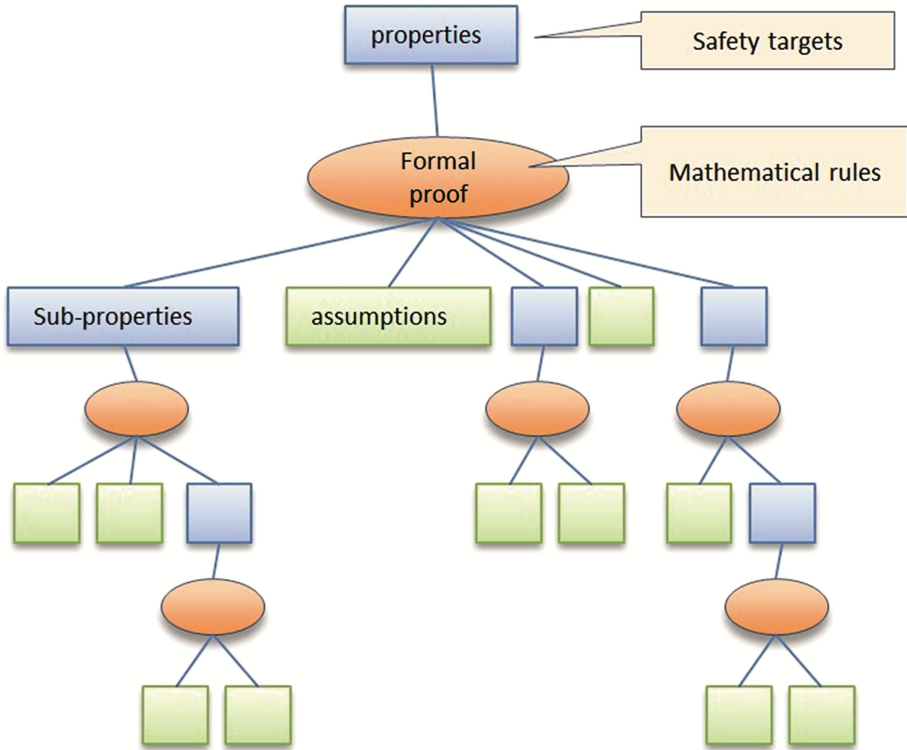 properties
Safety targets
Formal
proof
Mathematical rules
Sub-properties
assumptions